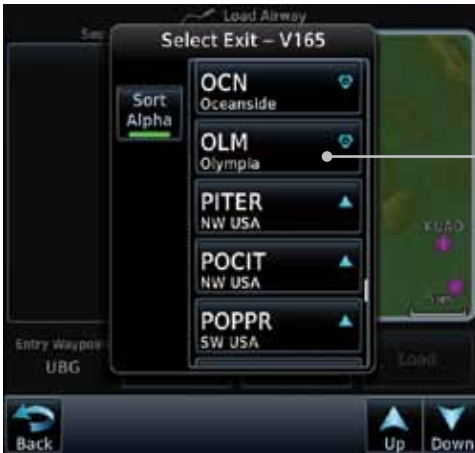 Load Airway
Select Exit – V165
Sort
Alpha
OCN
Oceanside
OLM
Olympia
PITER
NW USA
POCIT
NW USA
POPPR
SW USA
KUAO
Entry Waypoi
UBG
Load
Back
Up
Down